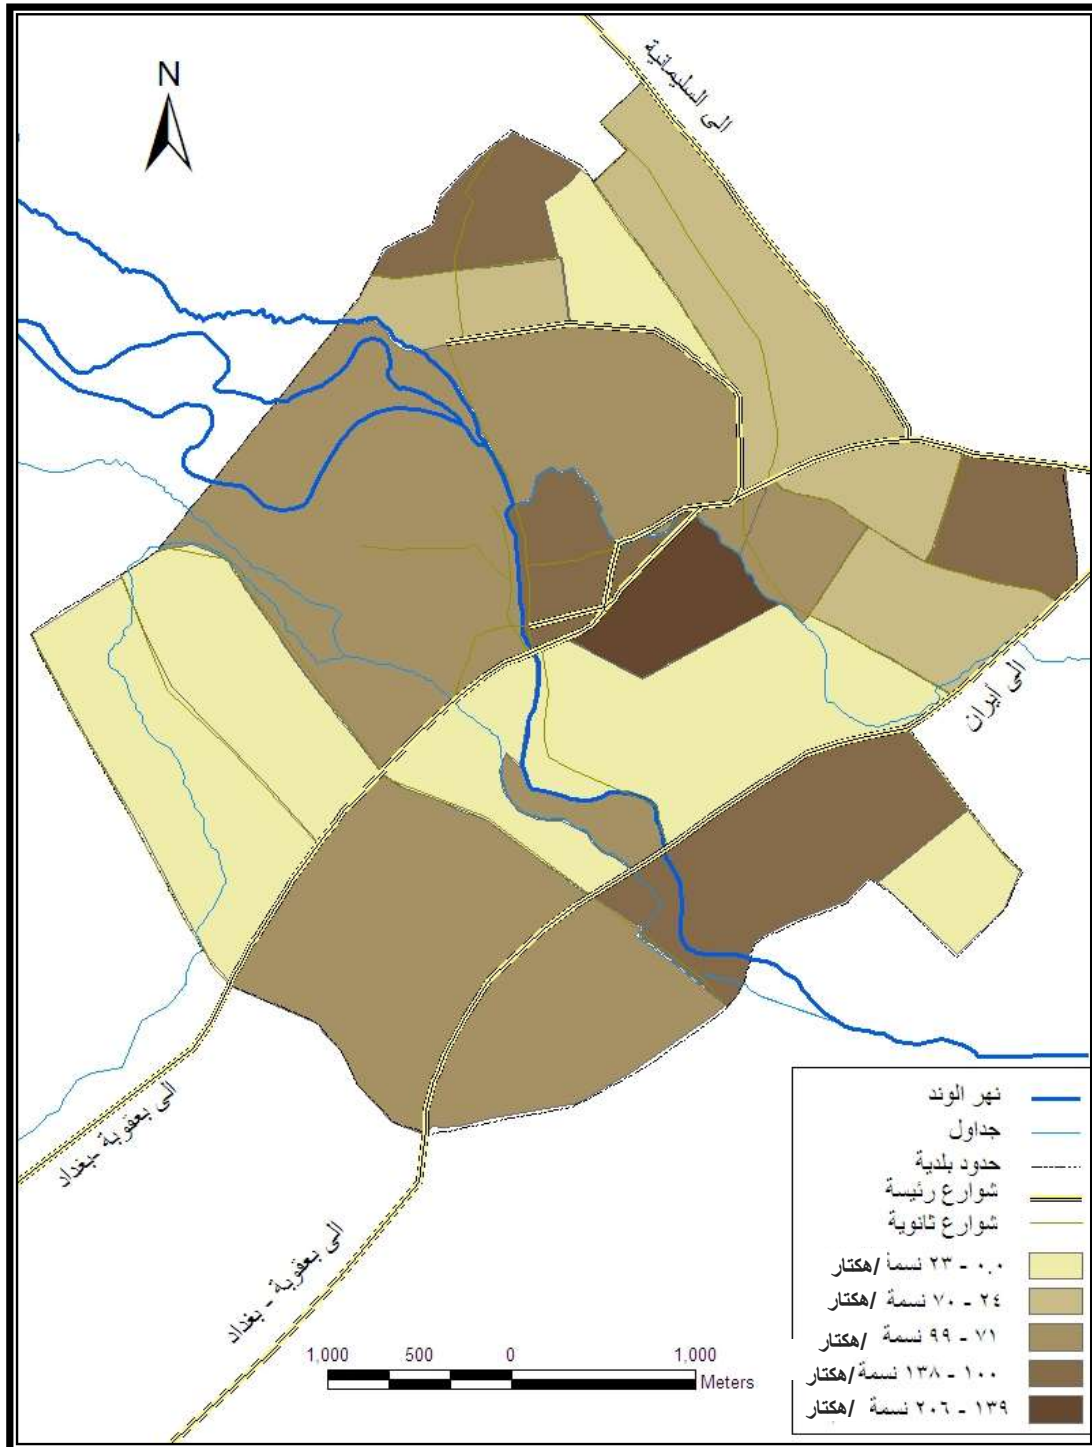 N
الى السليمانية
الى أيران
الى بعقوبة -بغداد
الى بعقوبة - بغداد
نهر الوند
جداول
حدود بلدية
شوارع رئيسة
شوارع ثانوية
٠.٠ - ٢٣ نسمة /هكتار
٢٤ - ٧٠ نسمة /هكتار
٧١ - ٩٩ نسمة /هكتار
١٠٠ - ١٣٨ نسمة /هكتار
١٣٩ - ٢٠٦ نسمة /هكتار
1,000 500 0 1,000
Meters